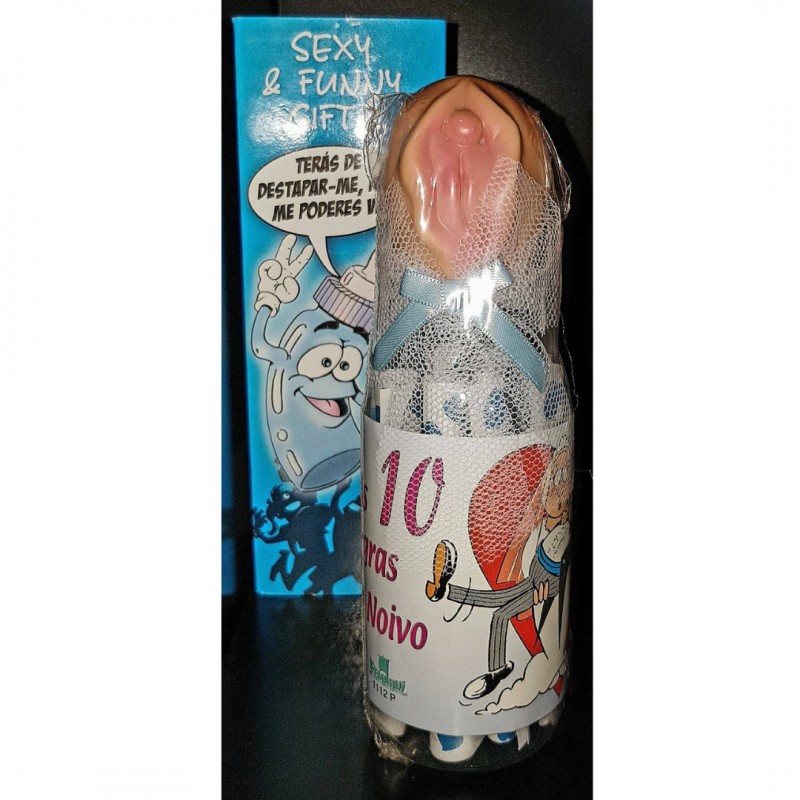 SEXY
& FUNNY
GIFT
TERÁS DE
DESTAPAR-ME,
ME PODERES
10
Noivo
1112 P